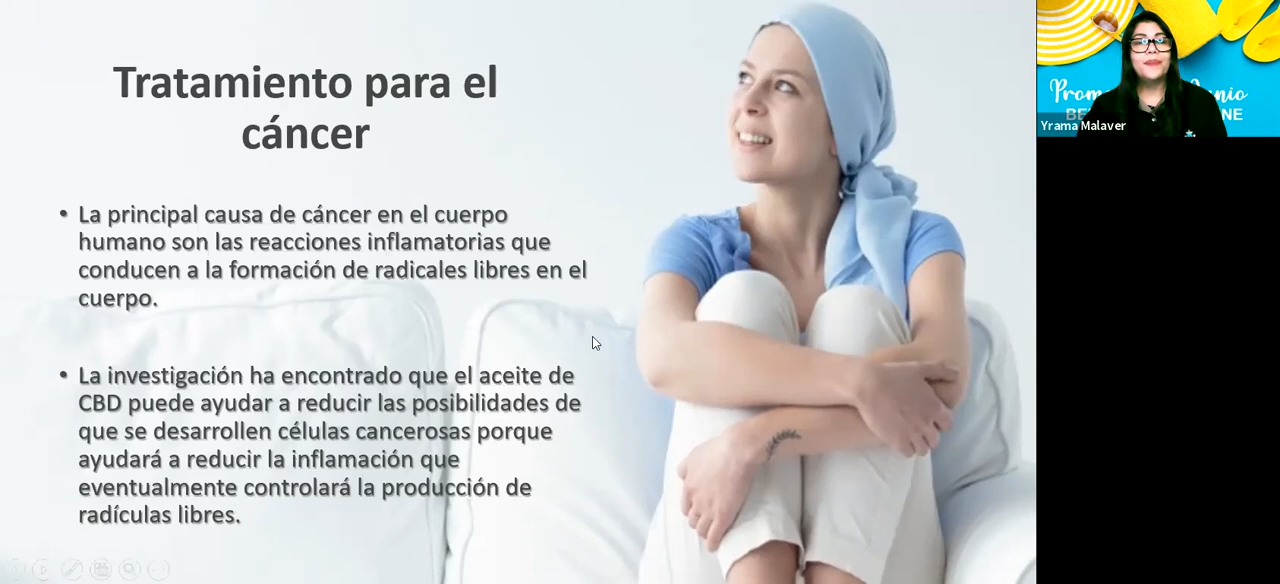 Tratamiento para el
cáncer
• La principal causa de cáncer en el cuerpo
humano son las reacciones inflamatorias que
conducen a la formación de radicales libres en el
cuerpo.
• La investigación ha encontrado que el aceite de
CBD puede ayudar a reducir las posibilidades de
que se desarrollen células cancerosas porque
ayudará a reducir la inflamación que
eventualmente controlará la producción de
radículas libres.
Yrama Malaver